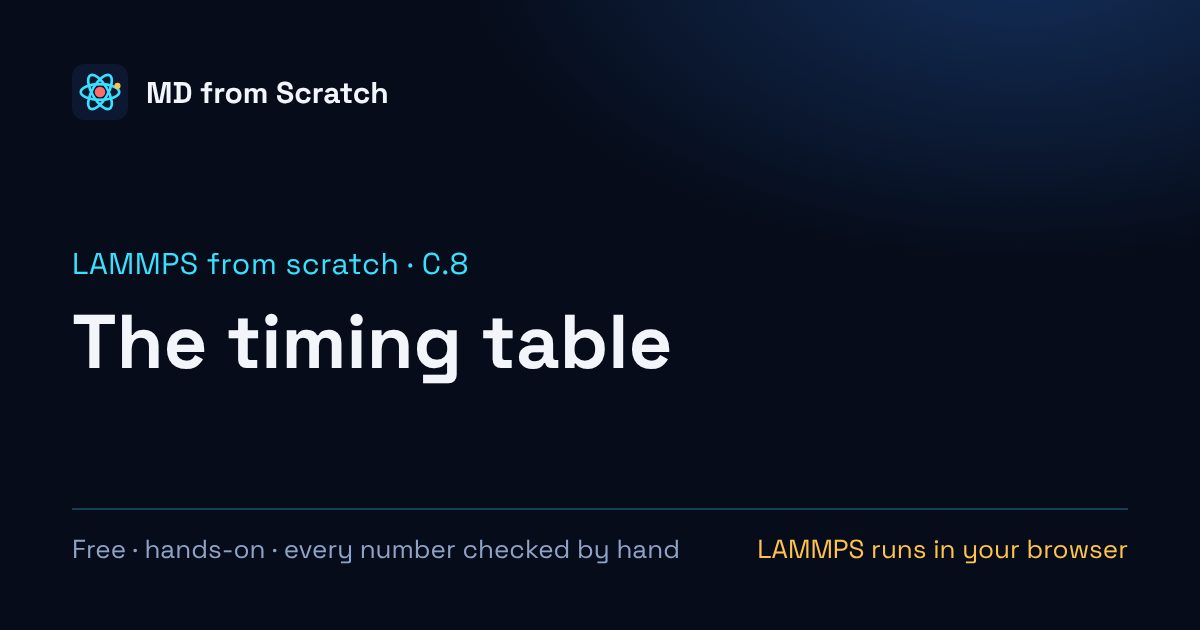 MD from Scratch
LAMMPS from scratch · C.8
The timing table
Free · hands-on · every number checked by hand
LAMMPS runs in your browser